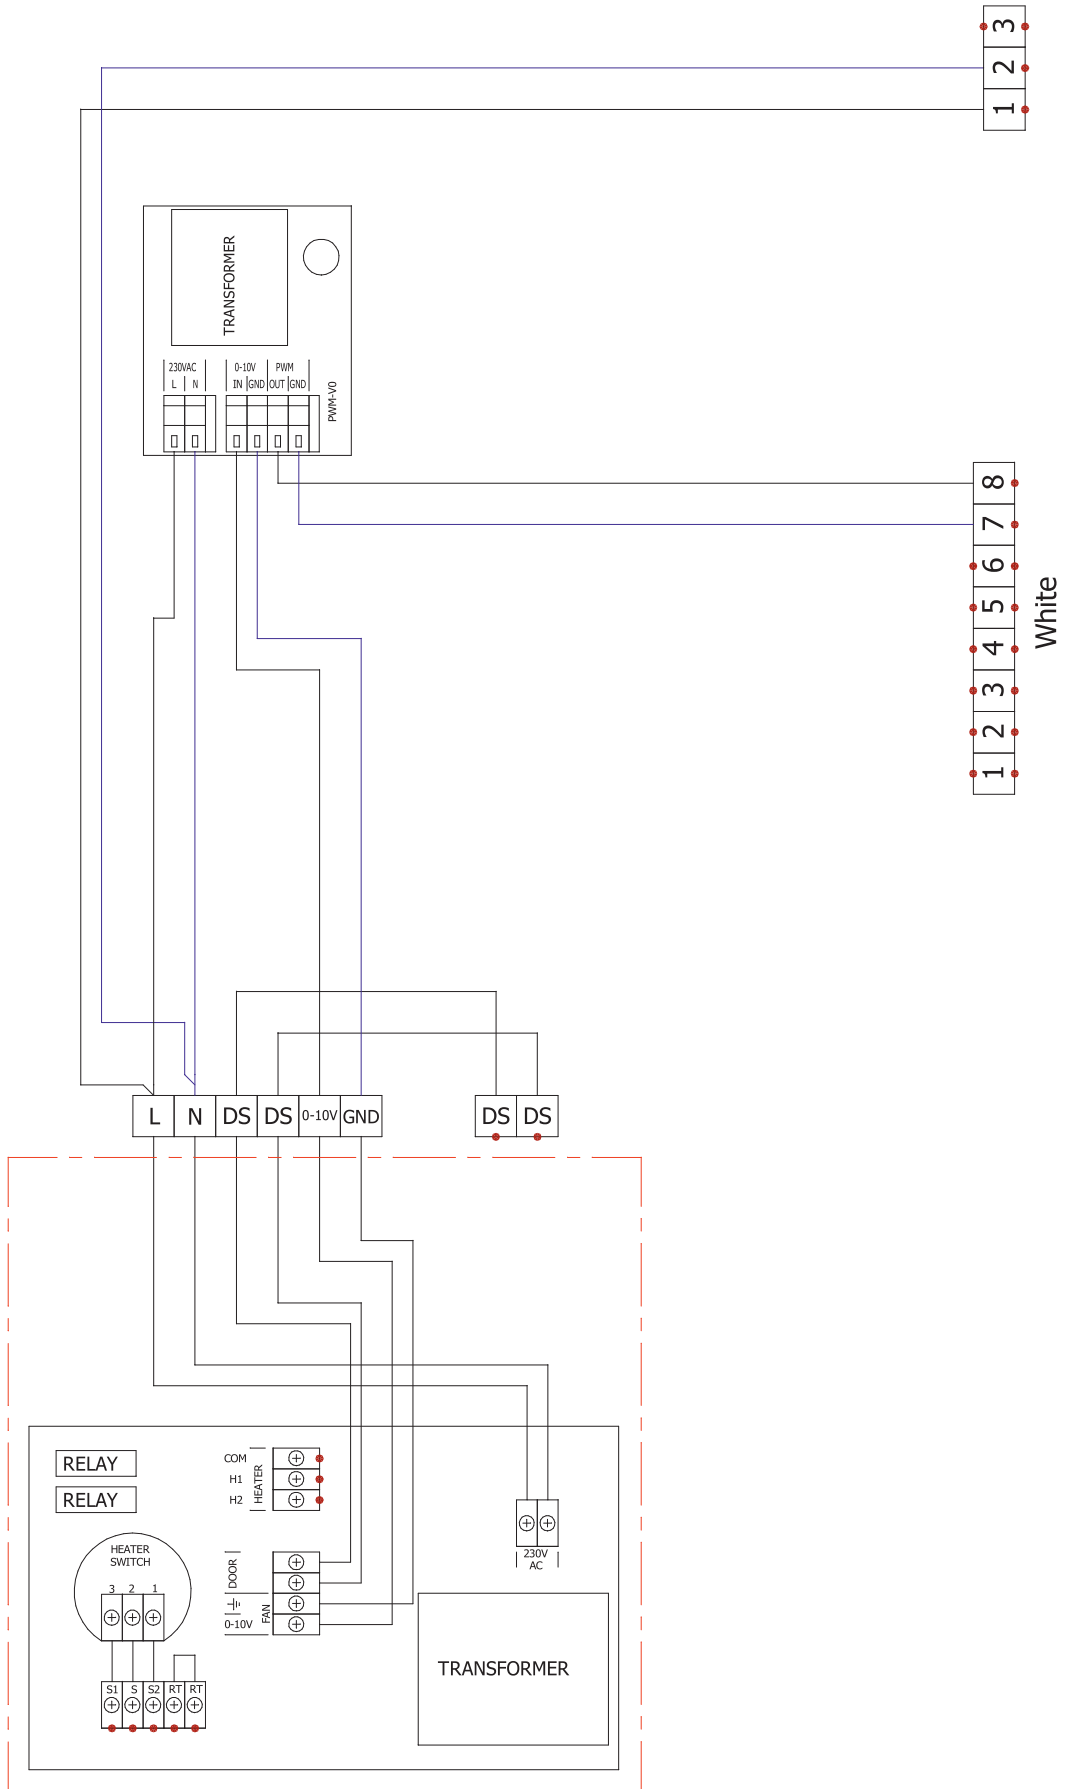 3
2
1
TRANSFORMER
230VAC
0-10V
PWM
L
N
IN
GND
OUT
GND
PWM-V0
8
7
6
5
4
3
2
1
White
L
N
DS
DS
0-10V
GND
DS
DS
RELAY
RELAY
COM
H1
H2
HEATER
HEATER
SWITCH
3 2 1
DOOR
FAN
0-10V
230V
AC
TRANSFORMER
S1
S
S2
RT
RT